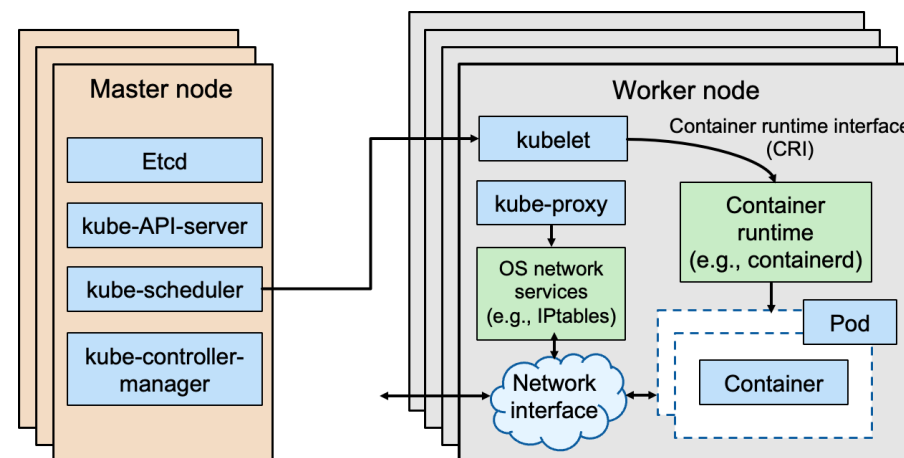 Master node
Etcd
kube-API-server
kube-scheduler
kube-controller-
manager
Worker node
kubelet
Container runtime interface
(CRI)
kube-proxy
Container
runtime
(e.g., containerd)
OS network
services
(e.g., IPtables)
Pod
Network
interface
Container